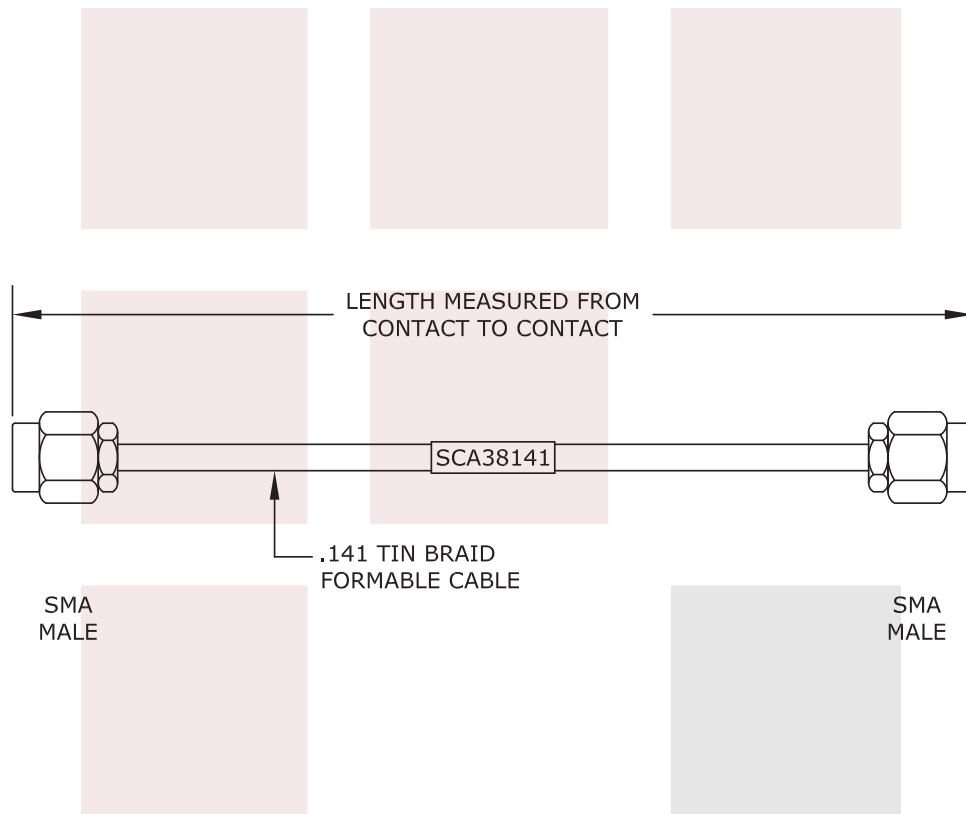 LENGTH MEASURED FROM
CONTACT TO CONTACT
SCA38141
.141 TIN BRAID
FORMABLE CABLE
SMA
MALE
SMA
MALE